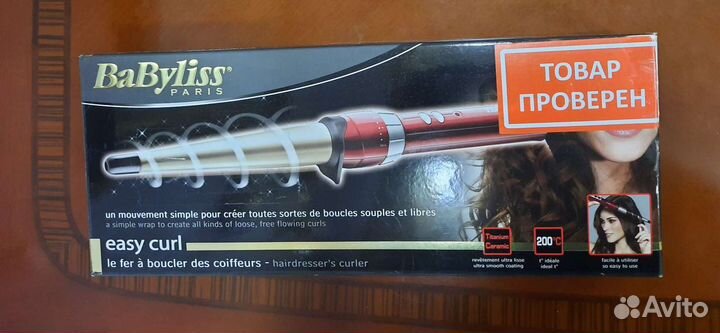 BaByliss®
PARIS
ТОВАР
ПРОВЕРЕН
un mouvement simple pour créer toutes sortes de boucles souples et libres
a simple wrap to create all kinds of loose, free flowing curls
easy curl
le fer à boucler des coiffeurs - hairdresser's curler
Titanium
Ceramic
revêtement ultra lisse
ultra smooth coating
200°C
t° idéale
ideal t°
facile à utiliser
so easy to use
Avito